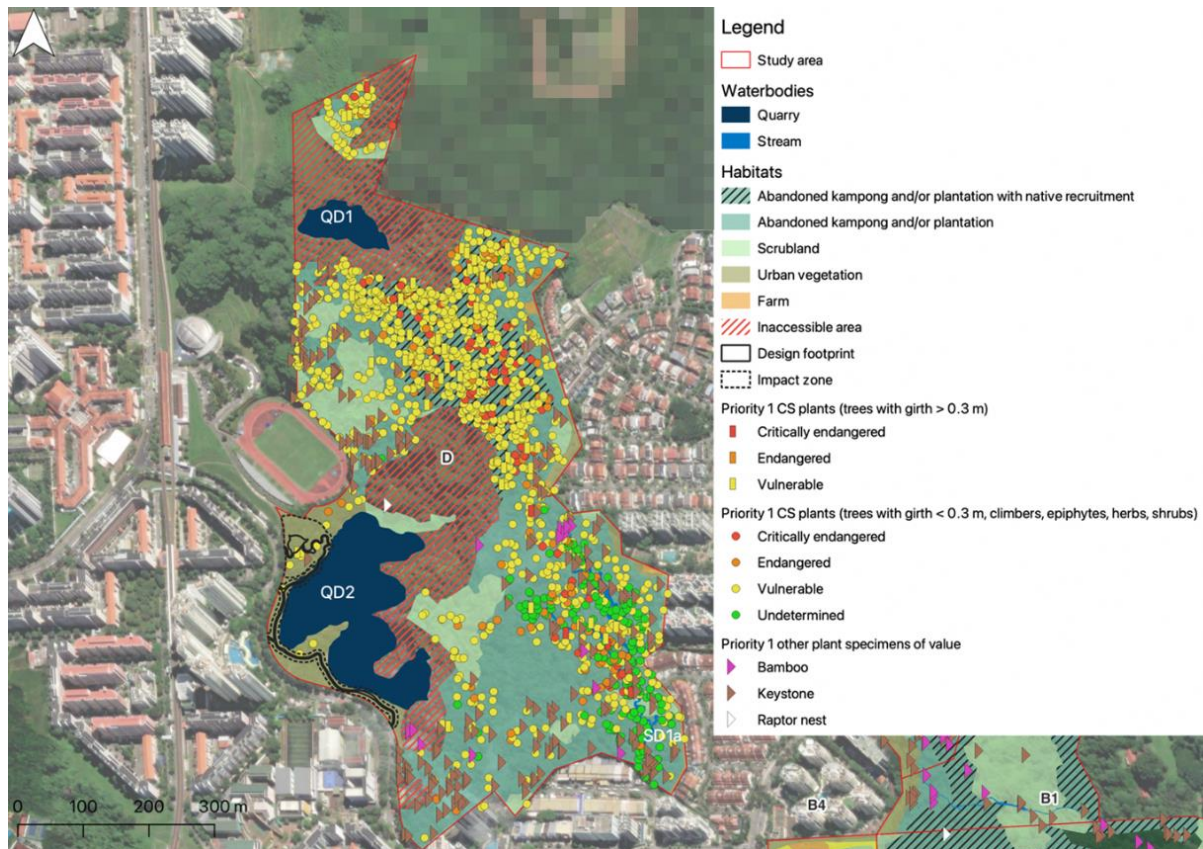 Legend
Study area
Waterbodies
Quarry
Stream
Habitats
Abandoned kampong and/or plantation with native recruitment
Abandoned kampong and/or plantation
Scrubland
Urban vegetation
Farm
Inaccessible area
Design footprint
Impact zone
Priority 1 CS plants (trees with girth > 0.3 m)
Critically endangered
Endangered
Vulnerable
Priority 1 CS plants (trees with girth < 0.3 m, climbers, epiphytes, herbs, shrubs)
Critically endangered
Endangered
Vulnerable
Undetermined
Priority 1 other plant specimens of value
Bamboo
Keystone
Raptor nest
QD1
D
QD2
SD1a
B4
B1
0 100 200 300 m